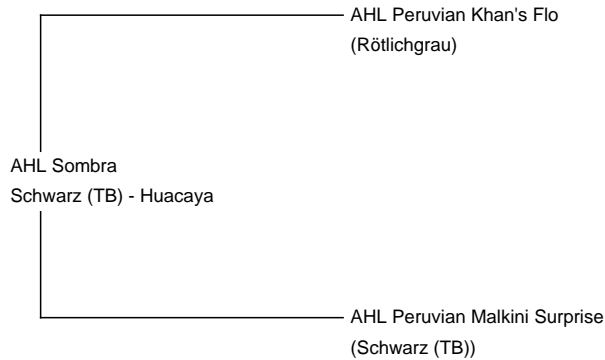 AHL Peruvian Khan's Flo
(Rötlichgrau)
AHL Sombra
Schwarz (TB) - Huacaya
AHL Peruvian Malkini Surprise
(Schwarz (TB))